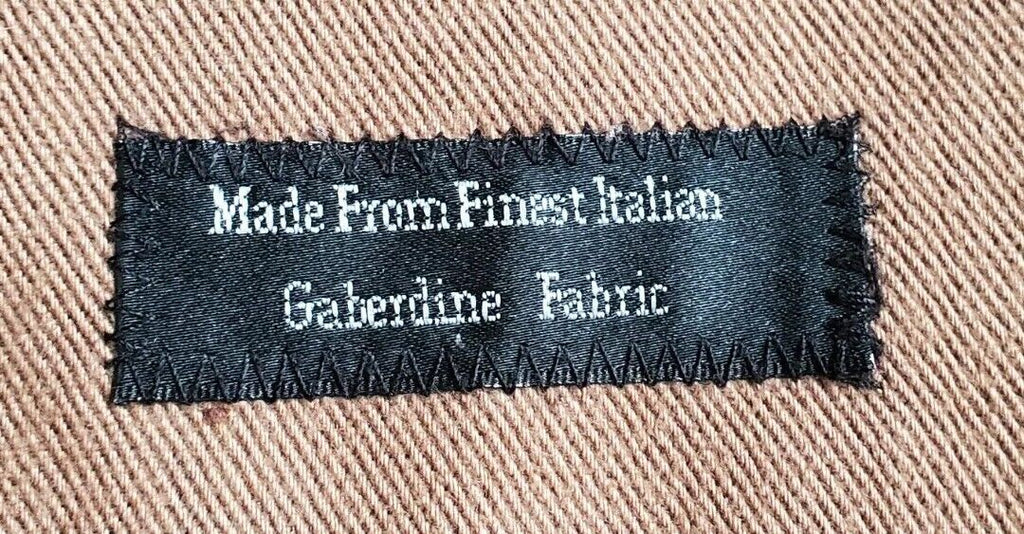 Made From Finest Italian
Gaberdine Fabric